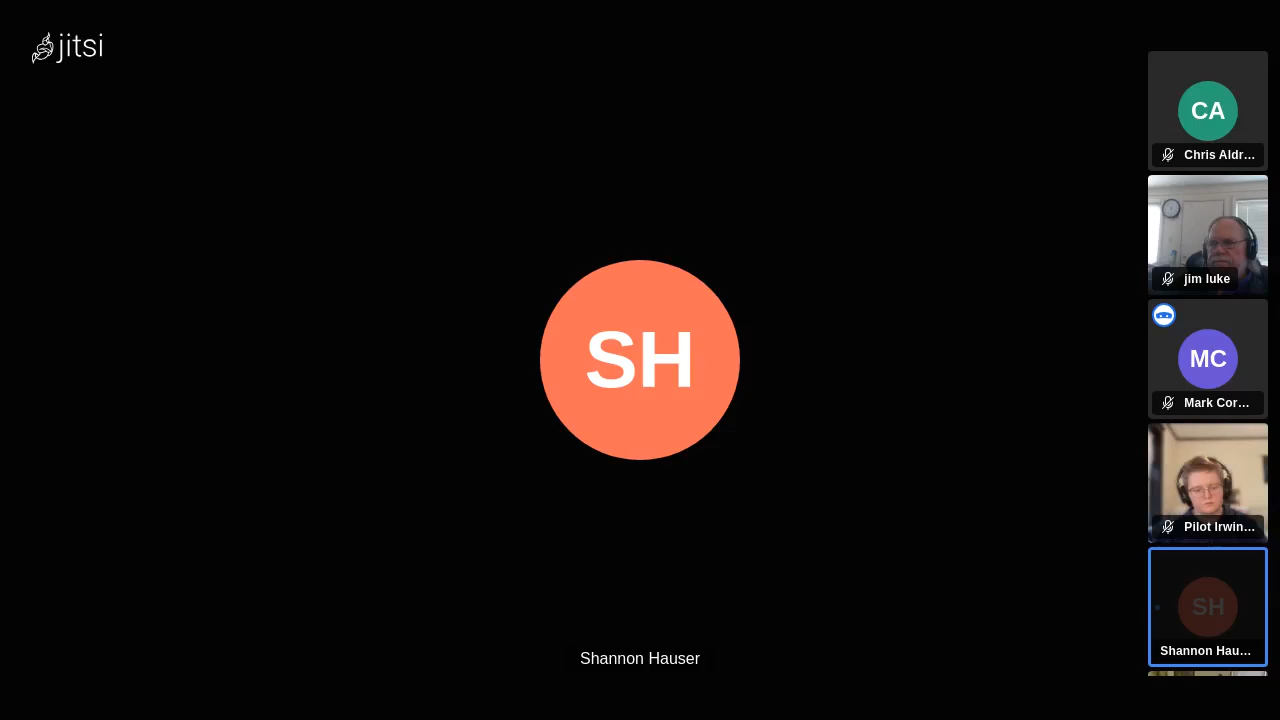 jitsi
CA
Chris Aldr…
jim luke
MC
Mark Cor…
Pilot Irwin…
SH
Shannon Hau…
SH
Shannon Hauser